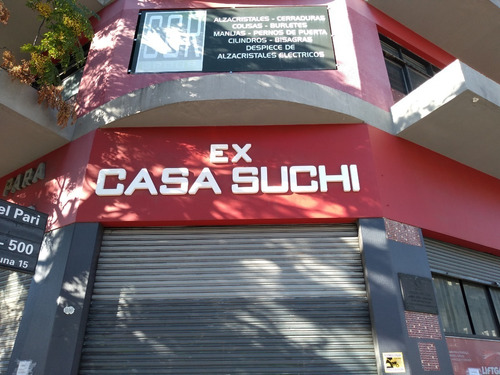 ALZACRISTALES - CERRADURAS
COUSAS - BURLETES
MANIJAS - PERNOS DE PUERTA
CILINDROS - BISAGRAS
DESPIECE DE
ALZACRISTALES ELECTRICOS
EX
CASA SUCHI
PARA
el Pari
- 500
una 15